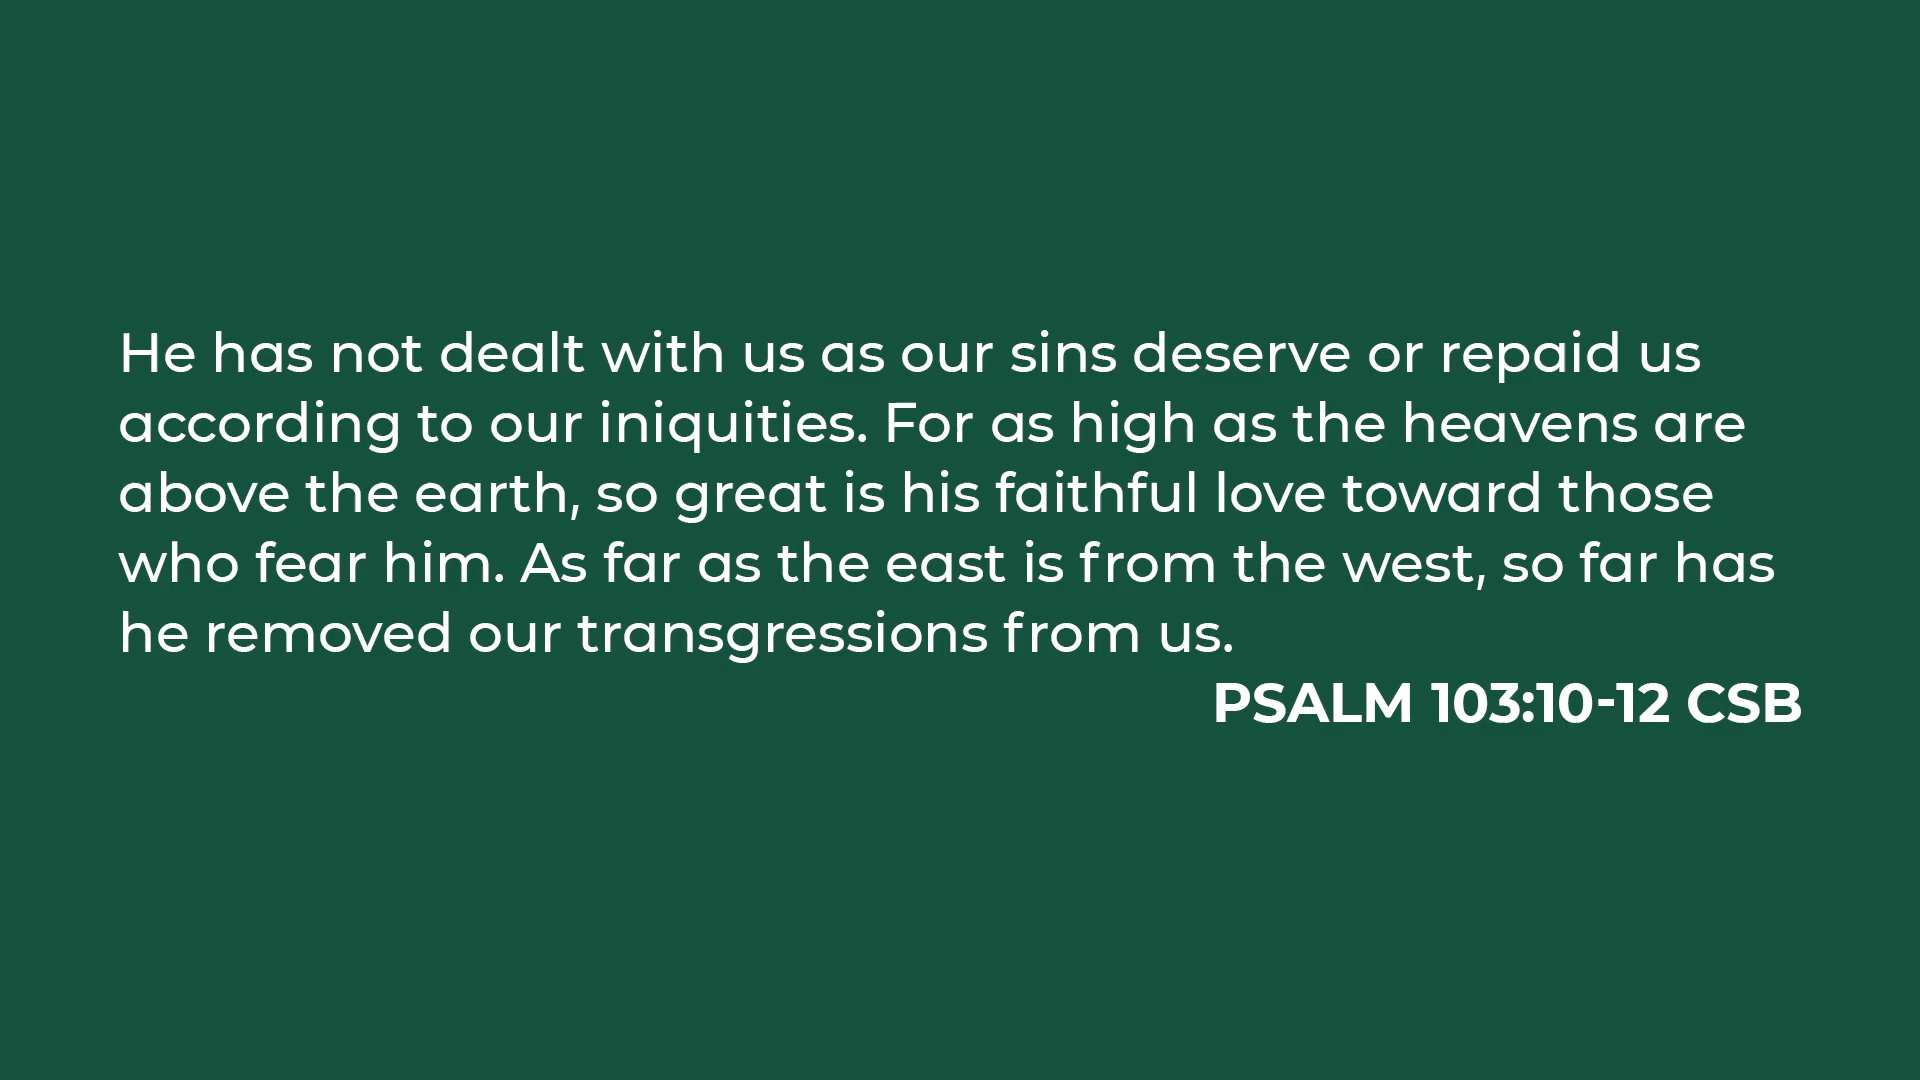 He has not dealt with us as our sins deserve or repaid us
according to our iniquities. For as high as the heavens are
above the earth, so great is his faithful love toward those
who fear him. As far as the east is from the west, so far has
he removed our transgressions from us.
PSALM 103:10-12 CSB